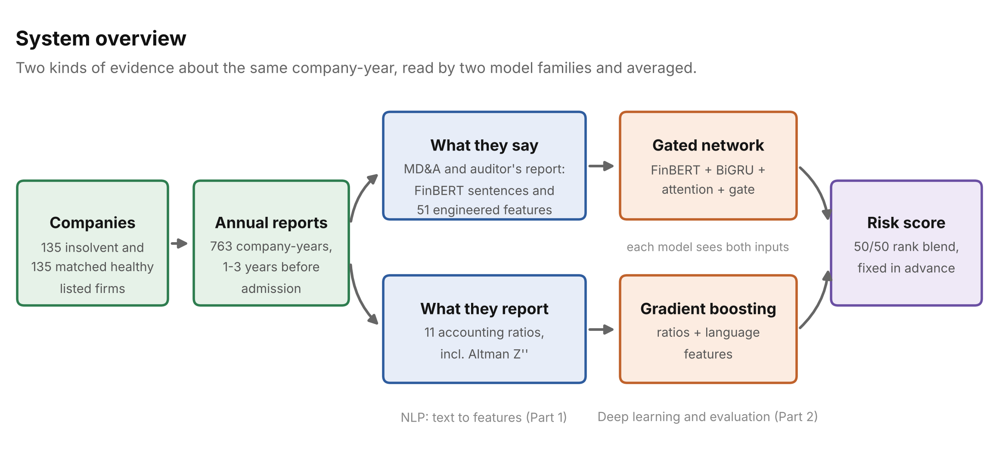 System overview
Two kinds of evidence about the same company-year, read by two model families and averaged.
Companies
135 insolvent and
135 matched healthy
listed firms
Annual reports
763 company-years,
1-3 years before
admission
What they say
MD&A and auditor's report:
FinBERT sentences and
51 engineered features
What they report
11 accounting ratios,
incl. Altman Z''
Gated network
FinBERT + BiGRU +
attention + gate
each model sees both inputs
Gradient boosting
ratios + language
features
Risk score
50/50 rank blend,
fixed in advance
NLP: text to features (Part 1)
Deep learning and evaluation (Part 2)